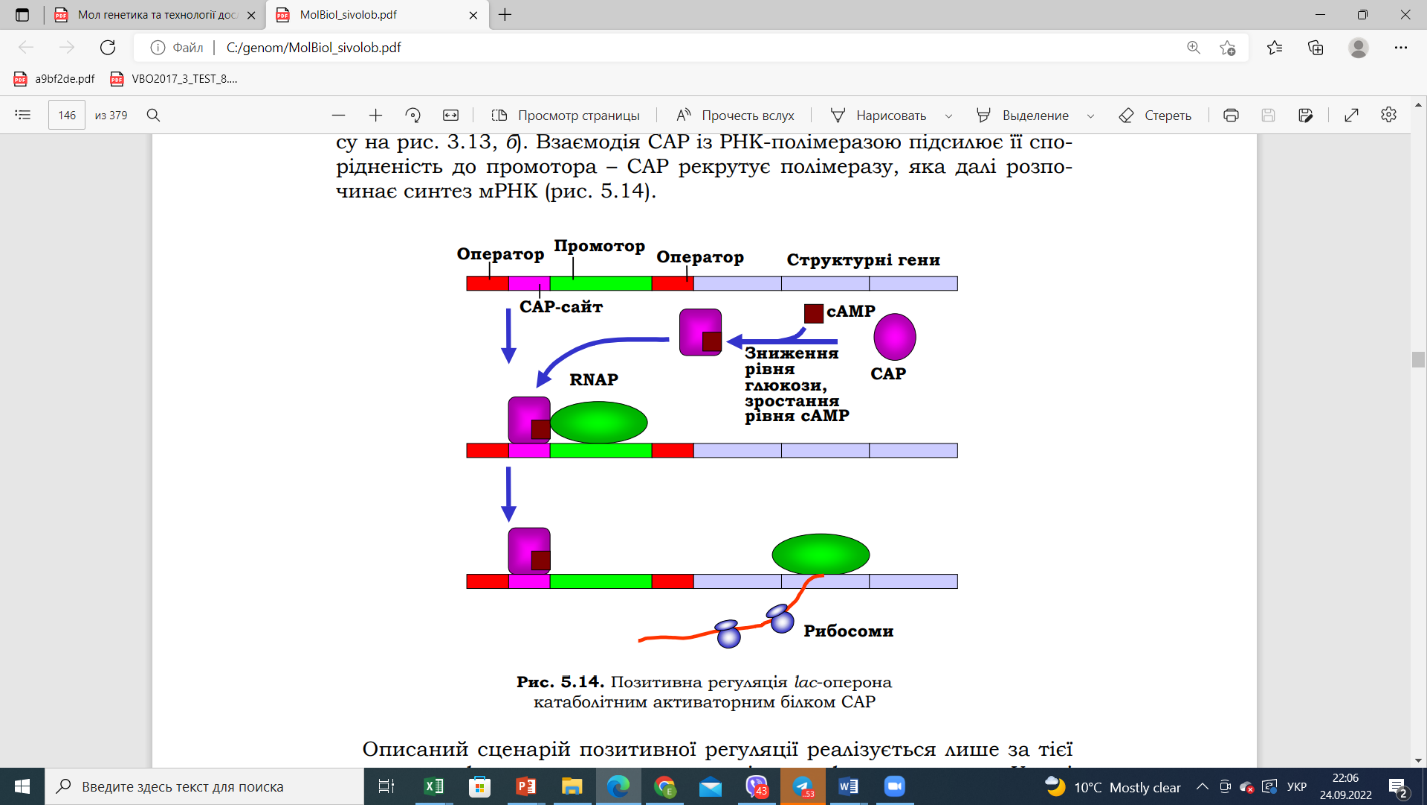 Мол генетика та технології дос
MolBiol_sivolob.pdf
Файл
C:/genom/MolBiol_sivolob.pdf
a9bf2de.pdf
VBO2017_3_TEST_8....
146
из 379
Просмотр страницы
Прочесть вслух
Нарисовать
Выделение
Стереть
су на рис. 3.13, б). Взаємодія САР із РНК-полімеразою підсилює її спо-
рідненість до промотора – САР рекрутує полімеразу, яка далі розпо-
чинає синтез мРНК (рис. 5.14).
Оператор
Промотор
Оператор
Структурні гени
САР-сайт
сАМР
Зниження
рівня
глюкози,
зростання
рівня сАМР
САР
RNAP
Рибосоми
Рис. 5.14. Позитивна регуляція lac-оперона
катаболітним активаторним білком САР
Описаний сценарій позитивної регуляції реалізується лише за тієї
Введите здесь текст для поиска
43
53
10°C Mostly clear
УКР
22:06
24.09.2022
2